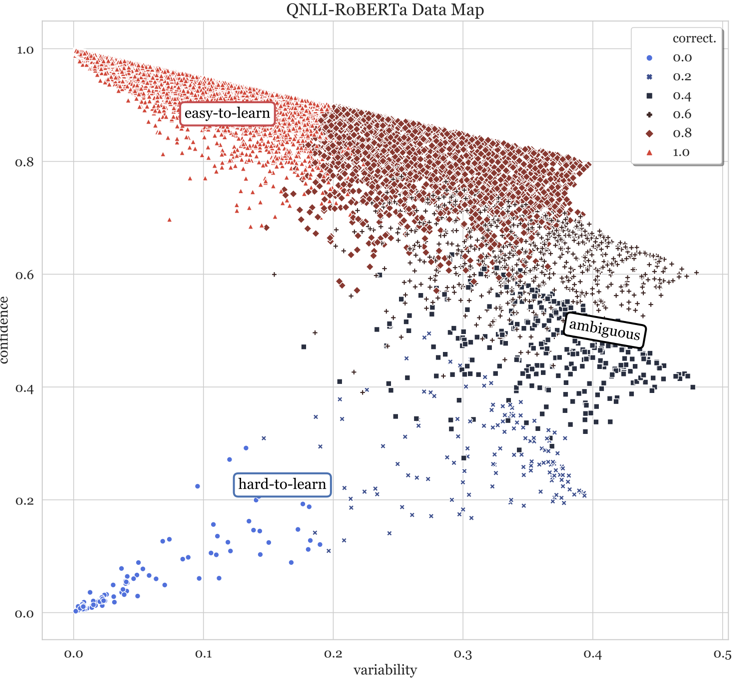 QNLI-RoBERTa Data Map
correct.
0.0
0.2
0.4
0.6
0.8
1.0
easy-to-learn
ambiguous
hard-to-learn
confidence
1.0
0.8
0.6
0.4
0.2
0.0
0.0 0.1 0.2 0.3 0.4 0.5
variability